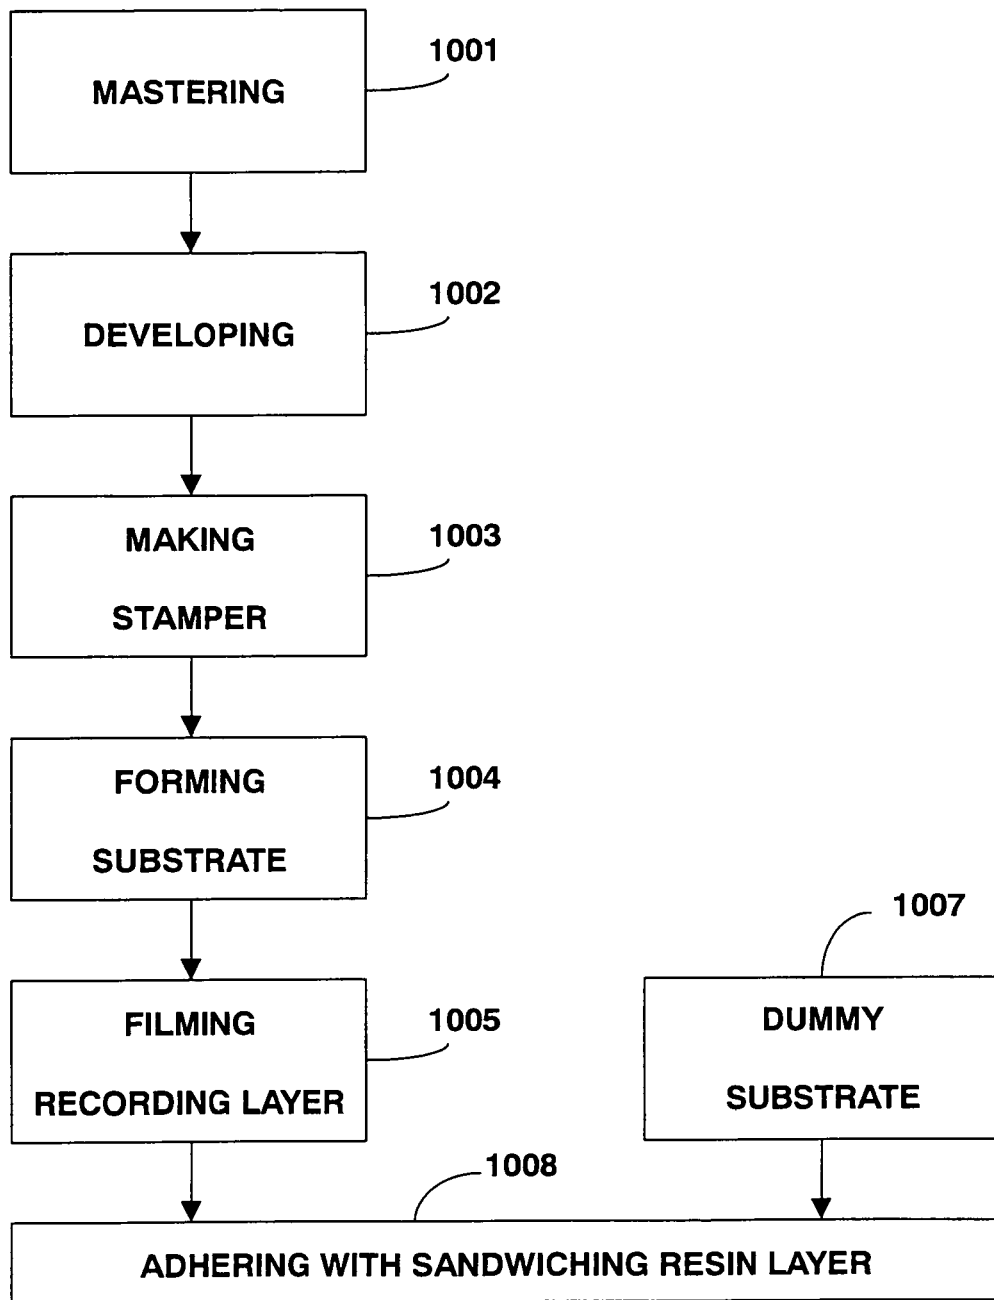 1001
MASTERING
1002
DEVELOPING
1003
MAKING
STAMPER
1004
FORMING
SUBSTRATE
1005
FILMING
RECORDING LAYER
1007
DUMMY
SUBSTRATE
1008
ADHERING WITH SANDWICHING RESIN LAYER